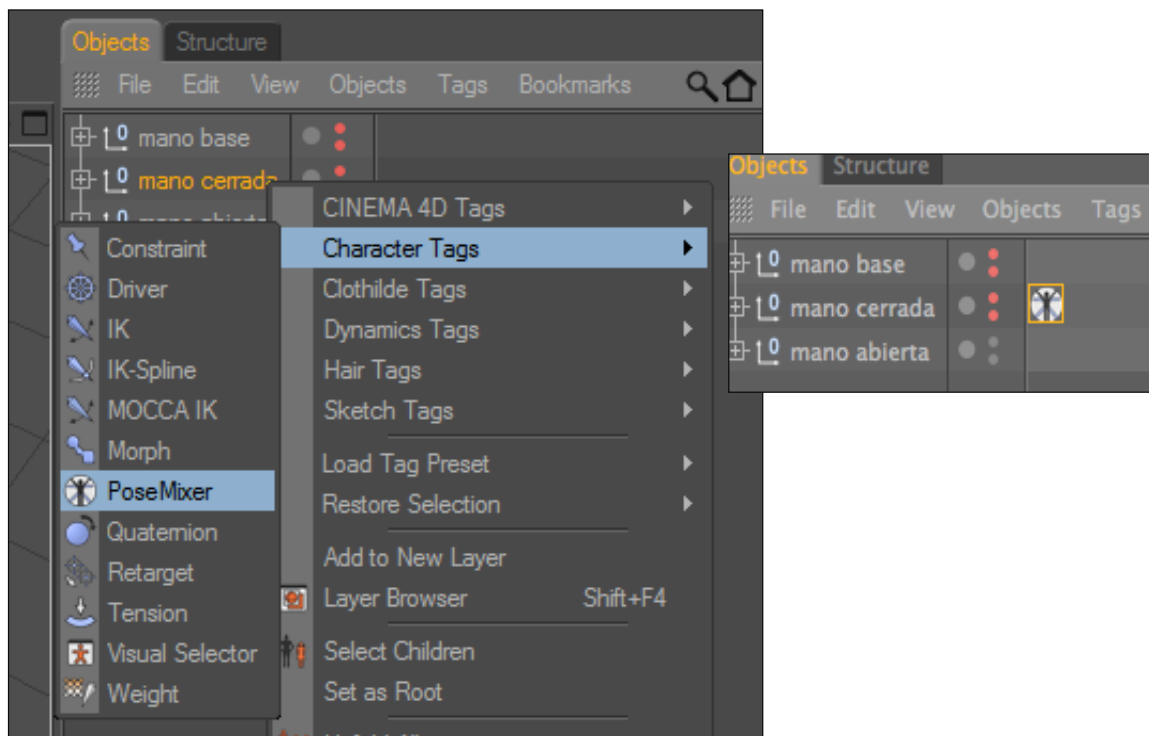 Objects Structure
File Edit View Objects Tags Bookmarks
mano base
mano cerrada
mano abierta
CINEMA 4D Tags
Character Tags
Clothilde Tags
Dynamics Tags
Hair Tags
Sketch Tags
Load Tag Preset
Restore Selection
Add to New Layer
Layer Browser Shift+F4
Select Children
Set as Root
Constraint
Driver
IK
IK-Spline
MOCCA IK
Morph
PoseMixer
Quaternion
Retarget
Tension
Visual Selector
Weight
Objects Structure
File Edit View Objects Tags
mano base
mano cerrada
mano abierta